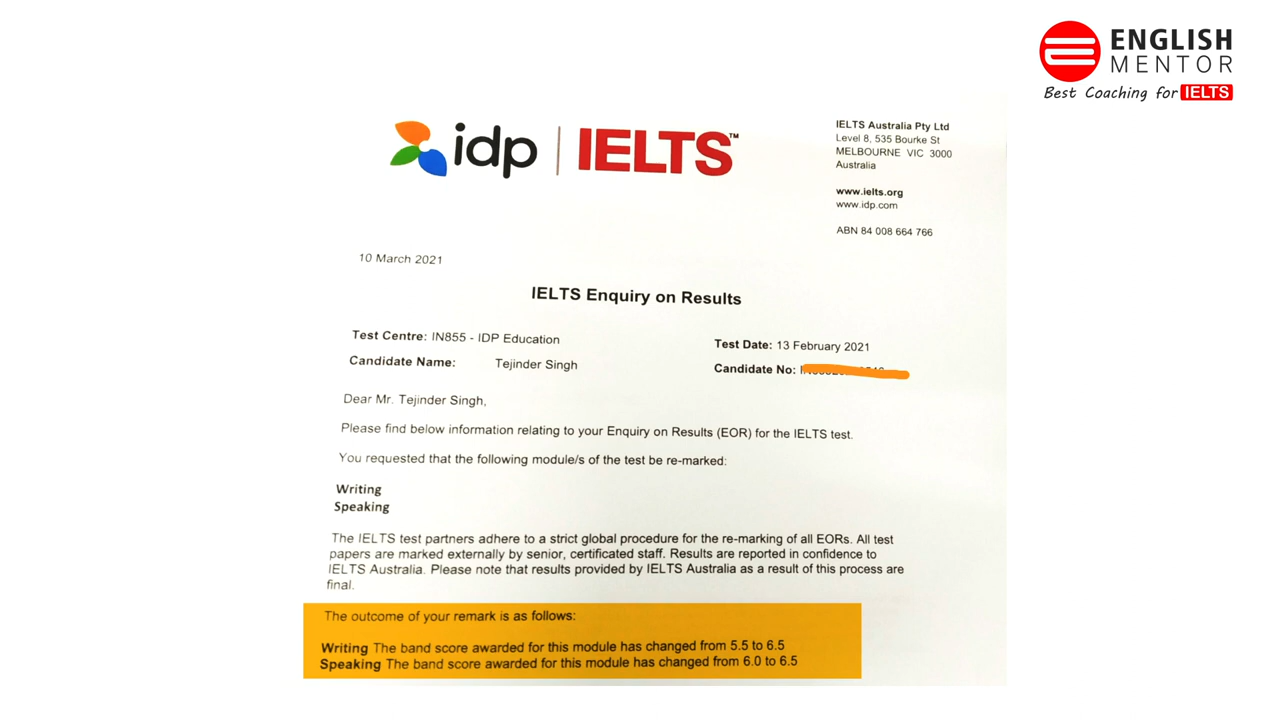 ENGLISH
MENTOR
Best Coaching for IELTS
idp | IELTS™
IELTS Australia Pty Ltd
Level 8, 535 Bourke St
MELBOURNE VIC 3000
Australia
www.ielts.org
www.idp.com
ABN 84 008 664 766
10 March 2021
IELTS Enquiry on Results
Test Centre: IN855 - IDP Education
Test Date: 13 February 2021
Candidate Name: Tejinder Singh
Candidate No:
Dear Mr. Tejinder Singh,
Please find below information relating to your Enquiry on Results (EOR) for the IELTS test.
You requested that the following module/s of the test be re-marked:
Writing
Speaking
The IELTS test partners adhere to a strict global procedure for the re-marking of all EORs. All test
papers are marked externally by senior, certificated staff. Results are reported in confidence to
IELTS Australia. Please note that results provided by IELTS Australia as a result of this process are
final.
The outcome of your remark is as follows:
Writing The band score awarded for this module has changed from 5.5 to 6.5
Speaking The band score awarded for this module has changed from 6.0 to 6.5